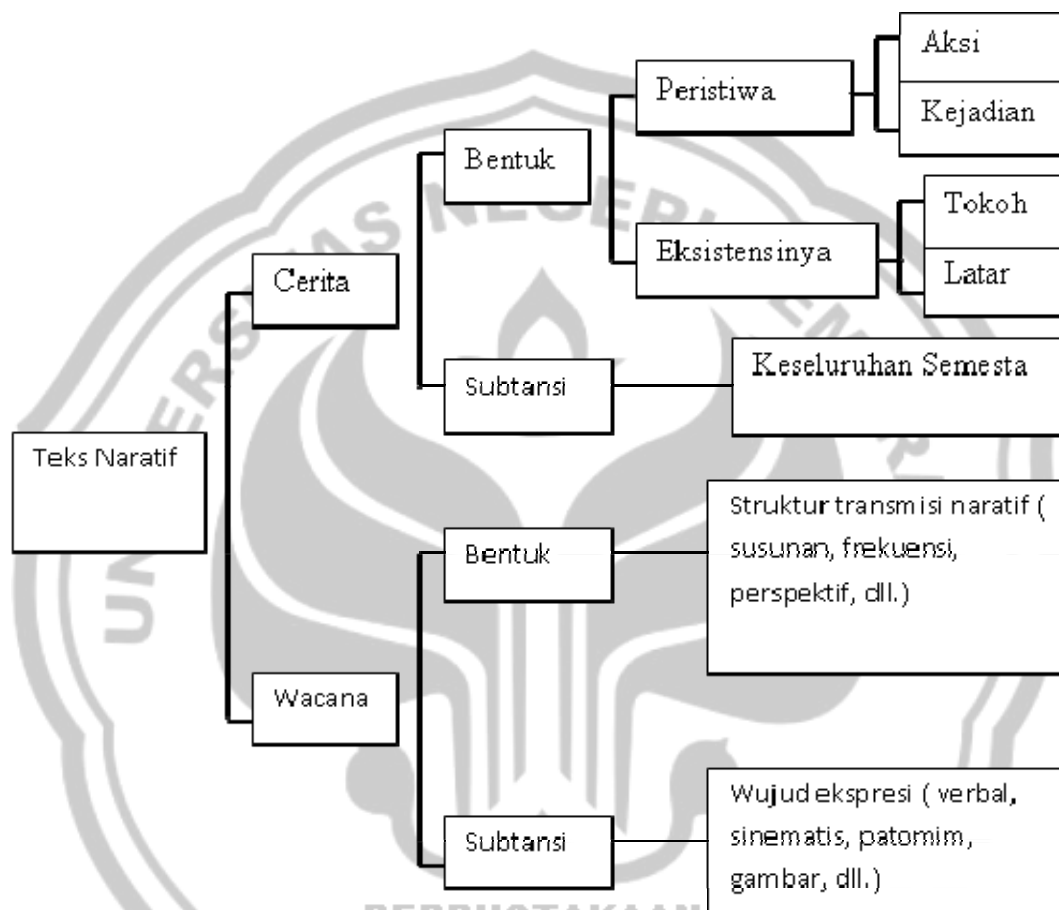 Aksi
Peristiwa
Kejadian
Bentuk
Tokoh
Eksistensinya
Latar
Cerita
Keseluruhan Semesta
Subtansi
Teks Naratif
Struktur transmisi naratif (
susunan, frekuensi,
perspektif, dll.)
Bentuk
Wacana
Wujud ekspresi ( verbal,
sinematis, patomim,
gambar, dll.)
Subtansi